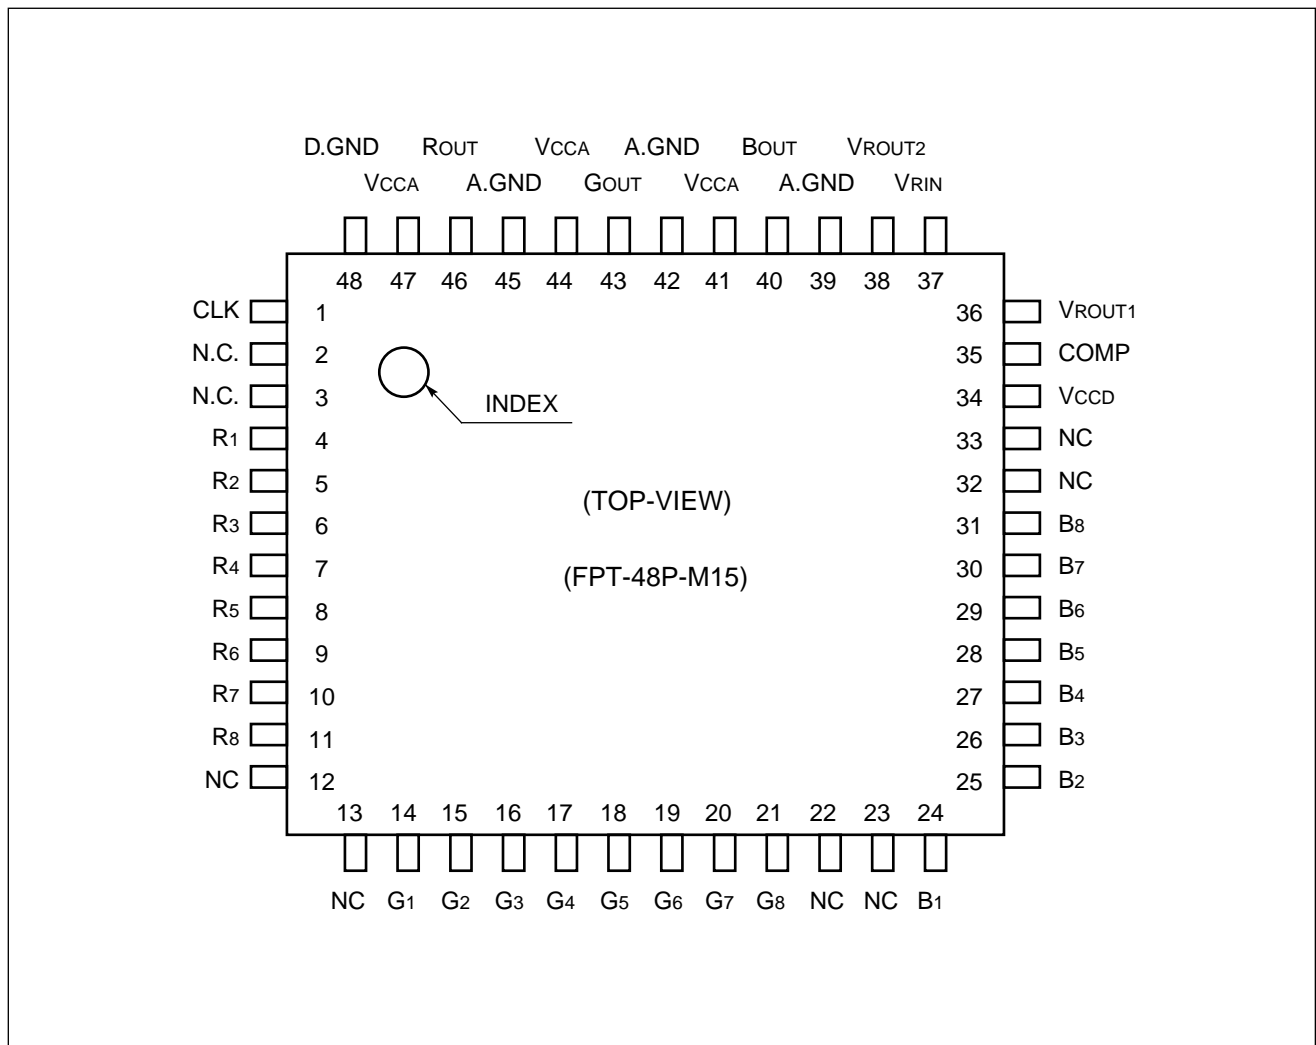 D.GND ROUT VCCA A.GND BOUT VROUT2
VCCA A.GND GOUT VCCA A.GND VRIN
48 47 46 45 44 43 42 41 40 39 38 37
CLK 1 36 VROUT1
N.C. 2 35 COMP
N.C. 3 34 VCCD
INDEX
R1 4 33 NC
R2 5 32 NC
(TOP-VIEW)
R3 6 31 B8
R4 7 30 B7
(FPT-48P-M15)
R5 8 29 B6
R6 9 28 B5
R7 10 27 B4
R8 11 26 B3
NC 12 25 B2
13 14 15 16 17 18 19 20 21 22 23 24
NC G1 G2 G3 G4 G5 G6 G7 G8 NC NC B1